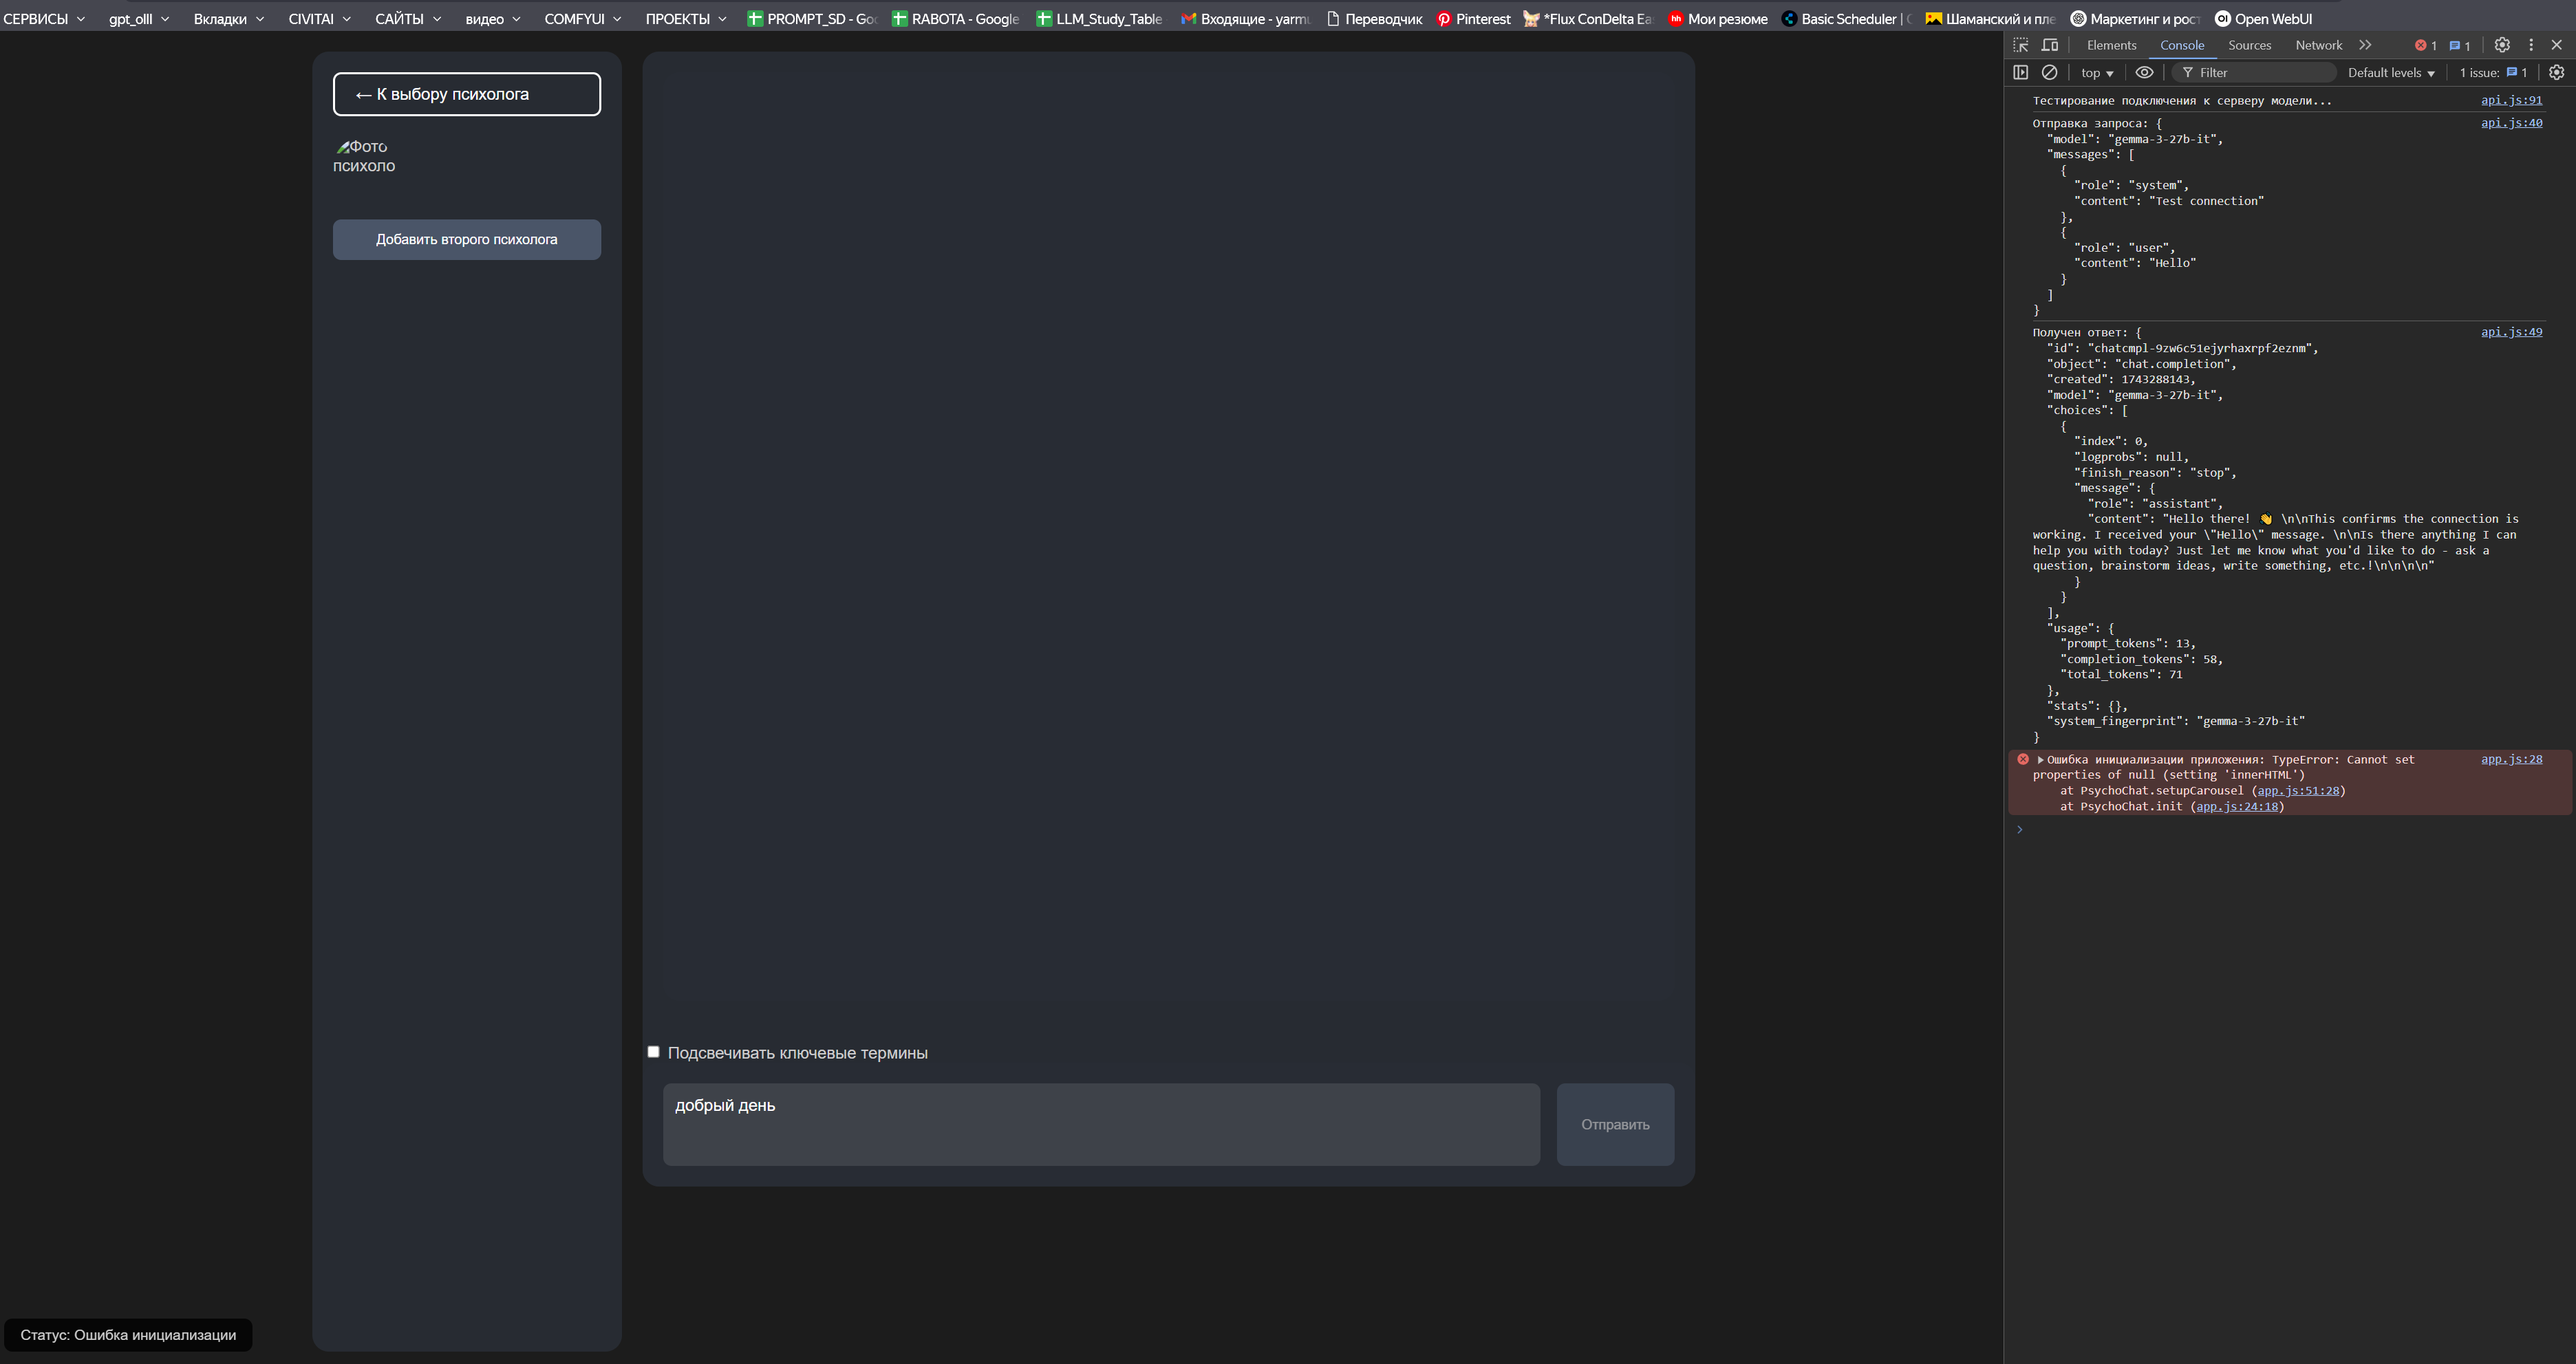 СЕРВИСЫ gpt_olll Вкладки CIVITAI САЙТЫ видео COMFYUI ПРОЕКТЫ PROMPT_SD - Goo RABOTA - Google LLM_Study_Table Входящие - yarmu Переводчик Pinterest *Flux ConDelta Eas hh Мои резюме Basic Scheduler | C Шаманский и пле Маркетинг и рост OI Open WebUI
← К выбору психолога
Фото
психоло
Добавить второго психолога
Подсвечивать ключевые термины
добрый день
Отправить
Статус: Ошибка инициализации
Elements Console Sources Network 1 1
top Filter Default levels 1 issue: 1
Тестирование подключения к серверу модели... api.js:91
Отправка запроса: { api.js:40
"model": "gemma-3-27b-it",
"messages": [
{
"role": "system",
"content": "Test connection"
},
{
"role": "user",
"content": "Hello"
}
]
}
Получен ответ: { api.js:49
"id": "chatcmpl-9zw6c51ejyrhaxrpf2eznm",
"object": "chat.completion",
"created": 1743288143,
"model": "gemma-3-27b-it",
"choices": [
{
"index": 0,
"logprobs": null,
"finish_reason": "stop",
"message": {
"role": "assistant",
"content": "Hello there! 👋 \n\nThis confirms the connection is
working. I received your \"Hello\" message. \n\nIs there anything I can
help you with today? Just let me know what you'd like to do - ask a
question, brainstorm ideas, write something, etc.!\n\n\n\n"
}
}
],
"usage": {
"prompt_tokens": 13,
"completion_tokens": 58,
"total_tokens": 71
},
"stats": {},
"system_fingerprint": "gemma-3-27b-it"
}
Ошибка инициализации приложения: TypeError: Cannot set app.js:28
properties of null (setting 'innerHTML')
at PsychoChat.setupCarousel (app.js:51:28)
at PsychoChat.init (app.js:24:18)